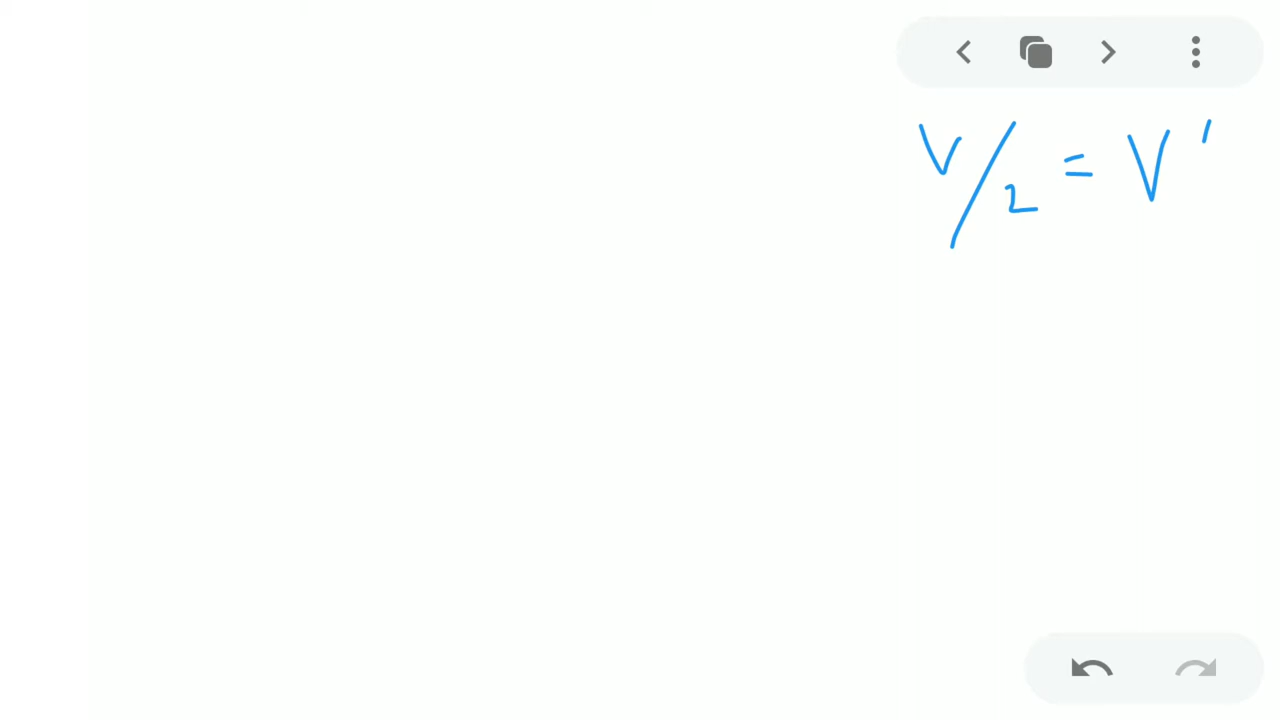 V/2 = V'